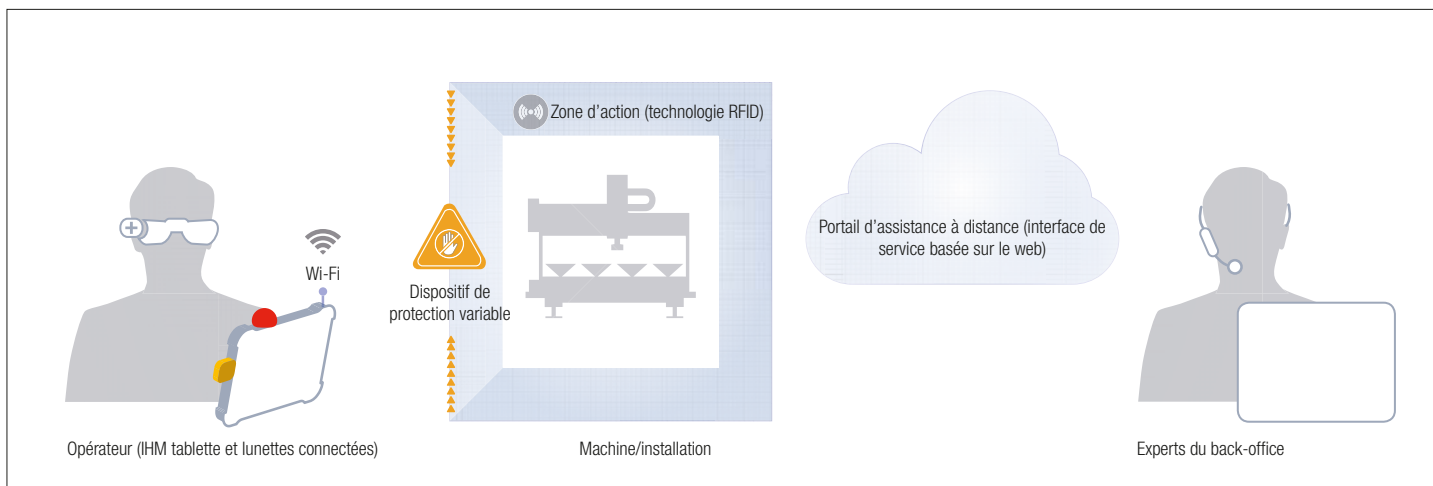 Zone d'action (technologie RFID)
Portail d'assistance à distance (interface de
service basée sur le web)
Wi-Fi
Dispositif de
protection variable
Opérateur (IHM tablette et lunettes connectées)
Machine/installation
Experts du back-office